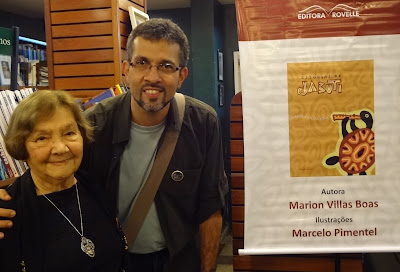 EDITORA ROVELLE
JABUTI
Autora
Marion Villas Boas
ilustrações
Marcelo Pimentel